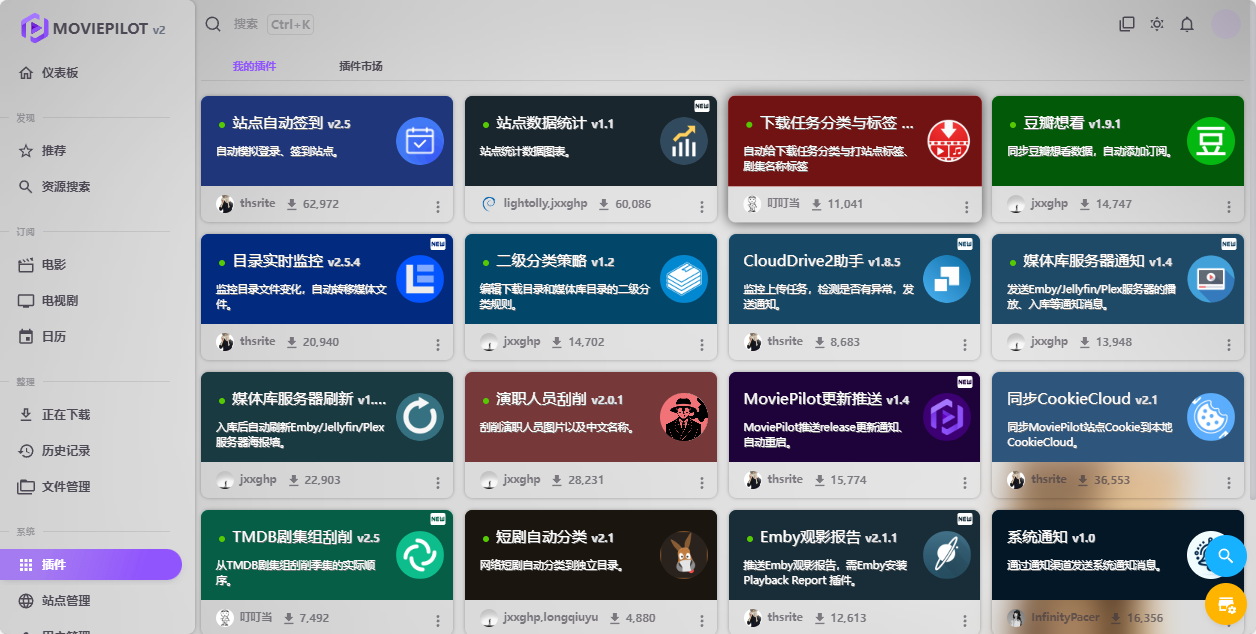 MOVIEPILOT v2
搜索 Ctrl+K
我的插件 插件市场
仪表板
发现
推荐
资源搜索
订阅
电影
电视剧
日历
整理
正在下载
历史记录
文件管理
系统
插件
站点管理
站点自动签到 v2.5
自动模拟登录、签到站点。
thsrite 62,972
NEW
站点数据统计 v1.1
站点统计数据图表。
lightolly,jxxghp 60,086
下载任务分类与标签 ...
自动给下载任务分类与打站点标签、
剧集名称标签
叮叮当 11,041
豆瓣想看 v1.9.1
同步豆瓣想看数据，自动添加订阅。
豆
jxxghp 14,747
NEW
目录实时监控 v2.5.4
监控目录文件变化，自动转移媒体文
件。
thsrite 20,940
二级分类策略 v1.2
编辑下载目录和媒体库目录的二级分
类规则。
jxxghp 14,702
NEW
CloudDrive2助手 v1.8.5
监控上传任务，检测是否有异常，发
送通知。
thsrite 8,683
NEW
媒体库服务器通知 v1.4
发送Emby/Jellyfin/Plex服务器的播
放、入库等通知消息。
jxxghp 13,948
媒体库服务器刷新 v1....
入库后自动刷新Emby/Jellyfin/Plex
服务器海报墙。
jxxghp 22,903
演职人员刮削 v2.0.1
刮削演职人员图片以及中文名称。
jxxghp 28,231
NEW
MoviePilot更新推送 v1.4
MoviePilot推送release更新通知、
自动重启。
thsrite 15,774
同步CookieCloud v2.1
同步MoviePilot站点Cookie到本地
CookieCloud。
thsrite 36,553
NEW
TMDB剧集组刮削 v2.5
从TMDB剧集组刮削季集的实际顺
序。
叮叮当 7,492
短剧自动分类 v2.1
网络短剧自动分类到独立目录。
jxxghp,longqiuyu 4,880
NEW
Emby观影报告 v2.1.1
推送Emby观影报告，需Emby安装
Playback Report 插件。
thsrite 12,613
系统通知 v1.0
通过通知渠道发送系统通知消息。
InfinityPacer 16,356